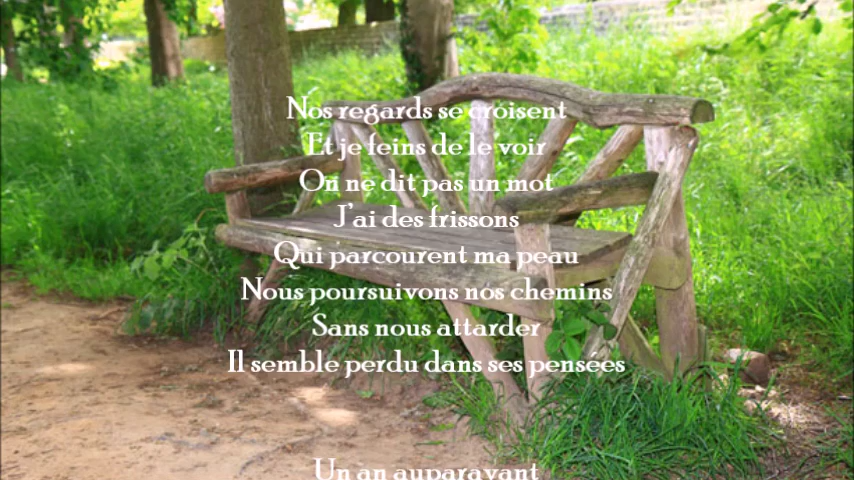 Nos regards se croisent
Et je feins de le voir
On ne dit pas un mot
J'ai des frissons
Qui parcourent ma peau
Nous poursuivons nos chemins
Sans nous attarder
Il semble perdu dans ses pensees
Un an auparavant